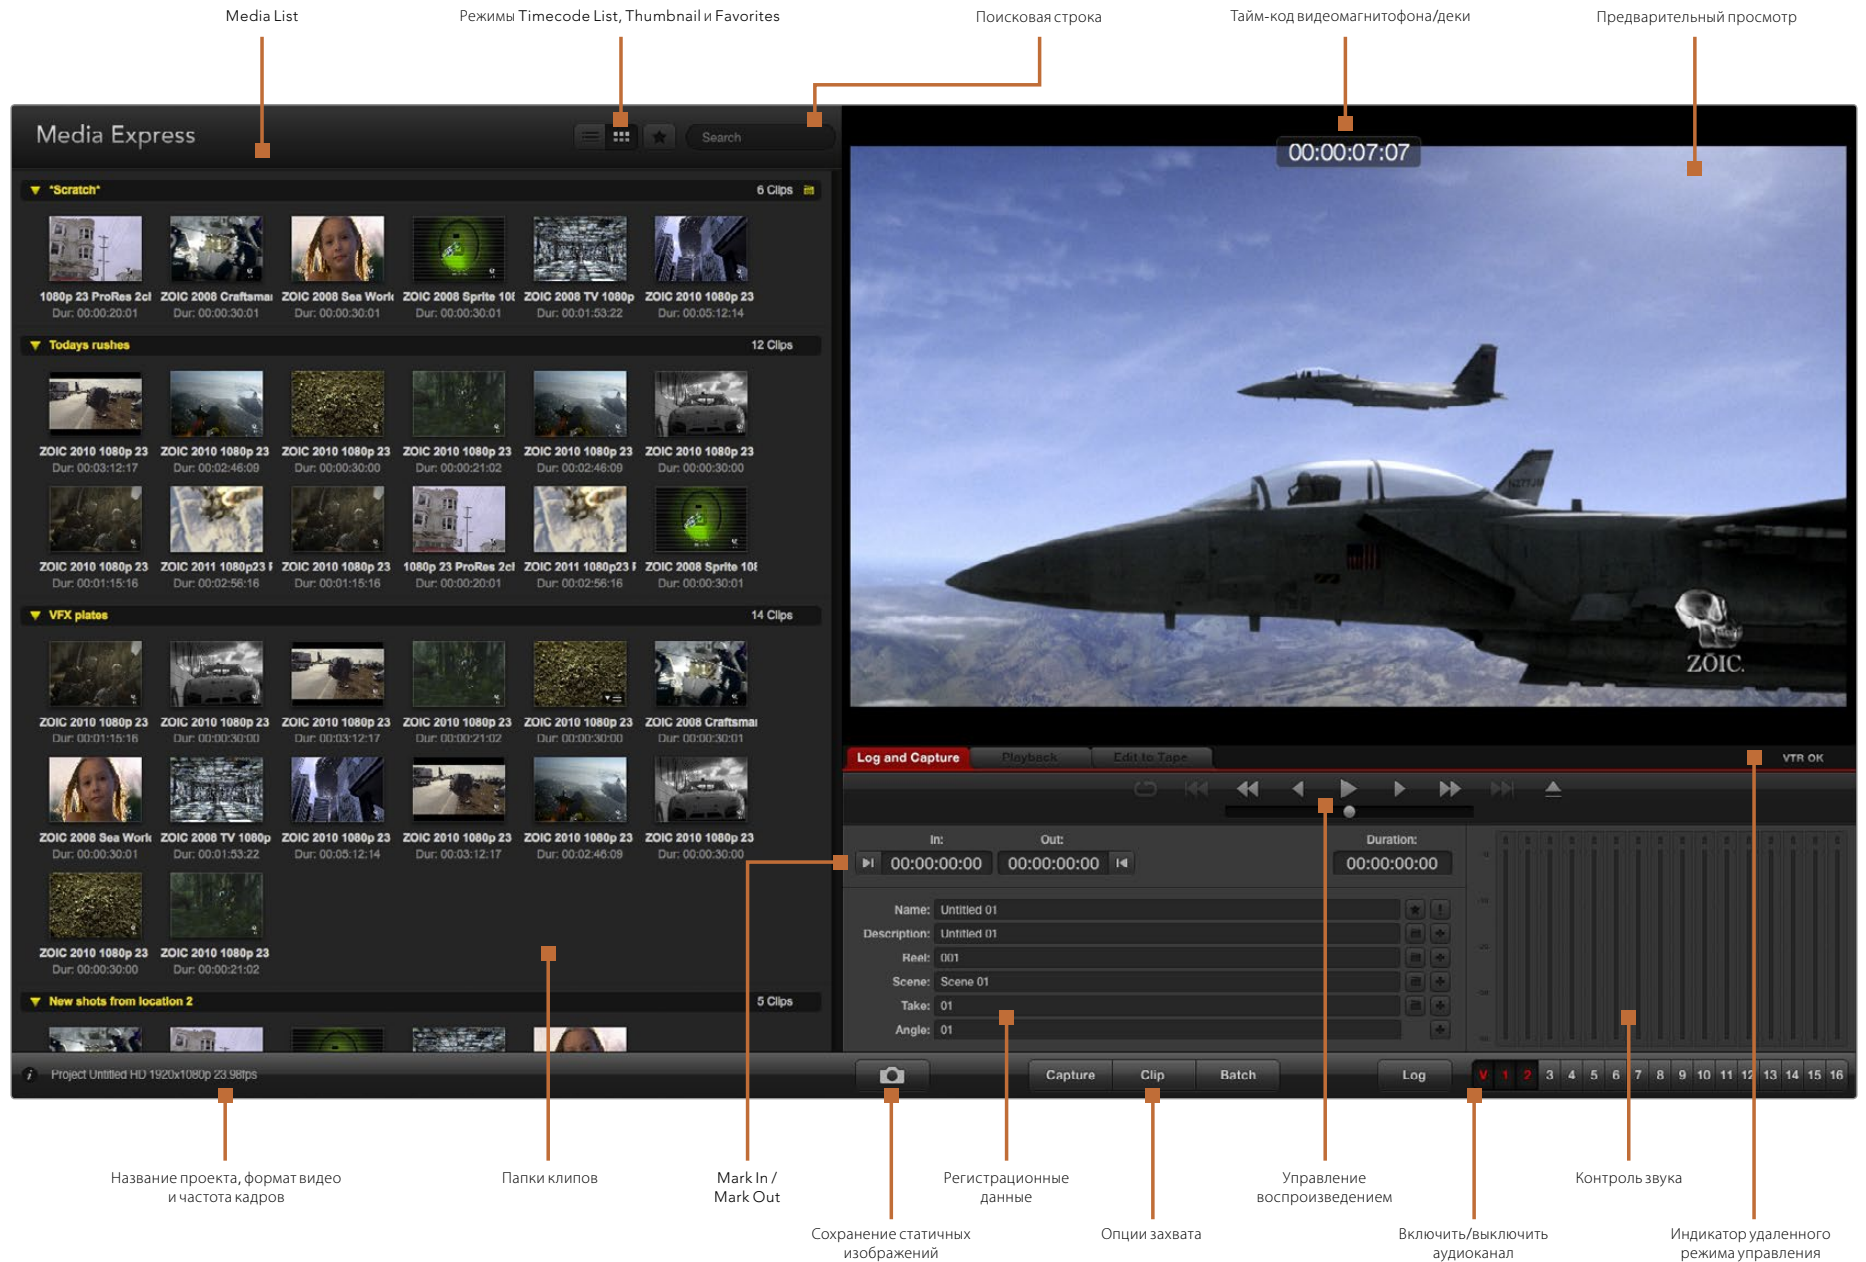 Media List
Режимы Timecode List, Thumbnail и Favorites
Поисковая строка
Тайм-код видеомагнитофона/деки
Предварительный просмотр
Media Express
Search
00:00:07:07
*Scratch*
6 Clips
1080p 23 ProRes 2cl
ZOIC 2008 Craftsma
ZOIC 2008 Sea World
ZOIC 2008 Sprite 108
ZOIC 2008 TV 1080p
ZOIC 2010 1080p 23
Dur: 00:00:20:01
Dur: 00:00:30:01
Dur: 00:00:30:01
Dur: 00:00:30:01
Dur: 00:01:53:22
Dur: 00:05:12:14
Todays rushes
12 Clips
ZOIC 2010 1080p 23
ZOIC 2010 1080p 23
ZOIC 2010 1080p 23
ZOIC 2010 1080p 23
ZOIC 2010 1080p 23
ZOIC 2010 1080p 23
Dur: 00:03:12:17
Dur: 00:02:46:09
Dur: 00:00:30:00
Dur: 00:00:21:02
Dur: 00:02:46:09
Dur: 00:00:30:00
ZOIC 2010 1080p 23
ZOIC 2011 1080p23 F
ZOIC 2010 1080p 23
1080p 23 ProRes 2cl
ZOIC 2011 1080p23 F
ZOIC 2008 Sprite 108
Dur: 00:01:15:16
Dur: 00:02:56:16
Dur: 00:01:15:16
Dur: 00:00:20:01
Dur: 00:02:56:16
Dur: 00:00:30:01
VFX plates
14 Clips
ZOIC 2010 1080p 23
ZOIC 2010 1080p 23
ZOIC 2010 1080p 23
ZOIC 2010 1080p 23
ZOIC 2010 1080p 23
ZOIC 2008 Craftsma
Dur: 00:01:15:16
Dur: 00:00:30:00
Dur: 00:03:12:17
Dur: 00:00:21:02
Dur: 00:00:30:00
Dur: 00:00:30:01
ZOIC 2008 Sea World
ZOIC 2008 TV 1080p
ZOIC 2010 1080p 23
ZOIC 2010 1080p 23
ZOIC 2010 1080p 23
ZOIC 2010 1080p 23
Dur: 00:00:30:01
Dur: 00:01:53:22
Dur: 00:05:12:14
Dur: 00:03:12:17
Dur: 00:02:46:09
Dur: 00:00:30:00
ZOIC 2010 1080p 23
ZOIC 2010 1080p 23
Dur: 00:00:30:00
Dur: 00:00:21:02
New shots from location 2
5 Clips
Project Untitled HD 1920x1080p 23.98fps
ZŌIC.
Log and Capture
Playback
Edit to Tape
VTR OK
In:
Out:
Duration:
00:00:00:00
00:00:00:00
00:00:00:00
Name: Untitled 01
Description: Untitled 01
Reel: 001
Scene: Scene 01
Take: 01
Angle: 01
Capture
Clip
Batch
Log
V 1 2 3 4 5 6 7 8 9 10 11 12 13 14 15 16
Название проекта, формат видео
и частота кадров
Папки клипов
Mark In /
Mark Out
Регистрационные
данные
Управление
воспроизведением
Контроль звука
Сохранение статичных
изображений
Опции захвата
Включить/выключить
аудиоканал
Индикатор удаленного
режима управления